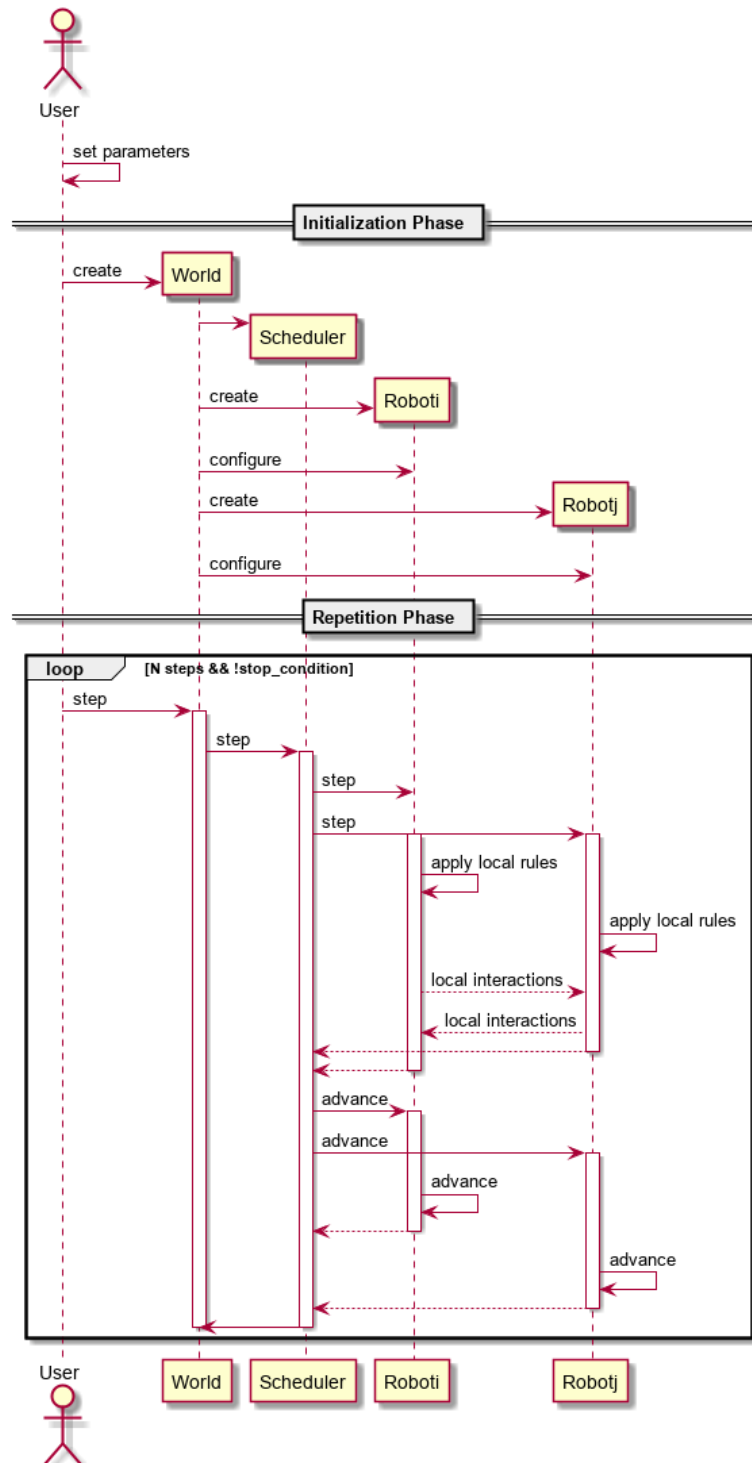 User
set parameters
Initialization Phase
create
World
Scheduler
create
Roboti
configure
create
Robotj
configure
Repetition Phase
loop [N steps && !stop_condition]
step
step
step
step
apply local rules
apply local rules
local interactions
local interactions
advance
advance
advance
advance
User
World
Scheduler
Roboti
Robotj